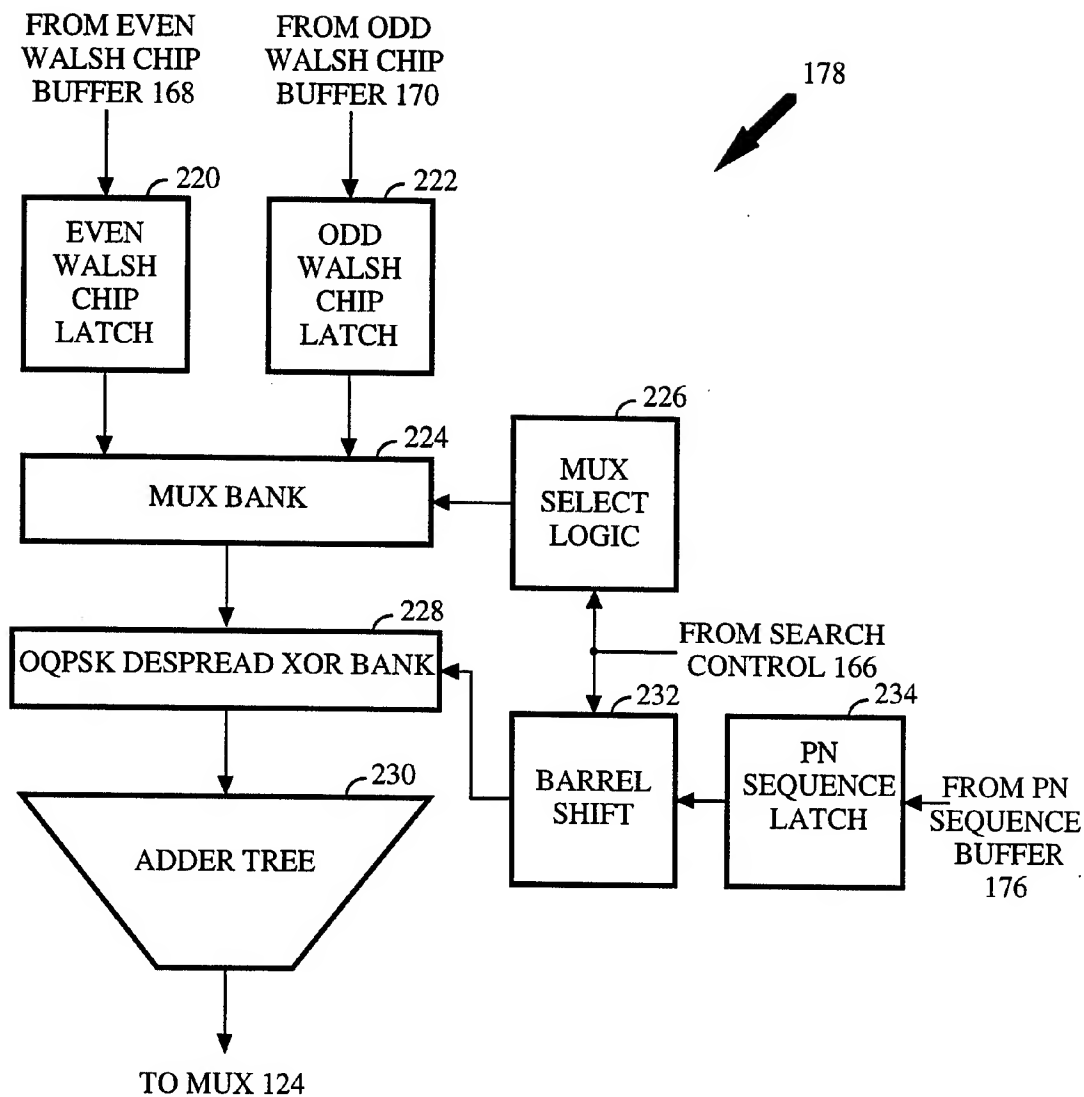 FROM EVEN
WALSH CHIP
BUFFER 168
FROM ODD
WALSH CHIP
BUFFER 170
178
220
EVEN
WALSH
CHIP
LATCH
222
ODD
WALSH
CHIP
LATCH
224
MUX BANK
226
MUX
SELECT
LOGIC
228
OQPSK DESPREAD XOR BANK
FROM SEARCH
CONTROL 166
232
BARREL
SHIFT
234
PN
SEQUENCE
LATCH
FROM PN
SEQUENCE
BUFFER
176
230
ADDER TREE
TO MUX 124